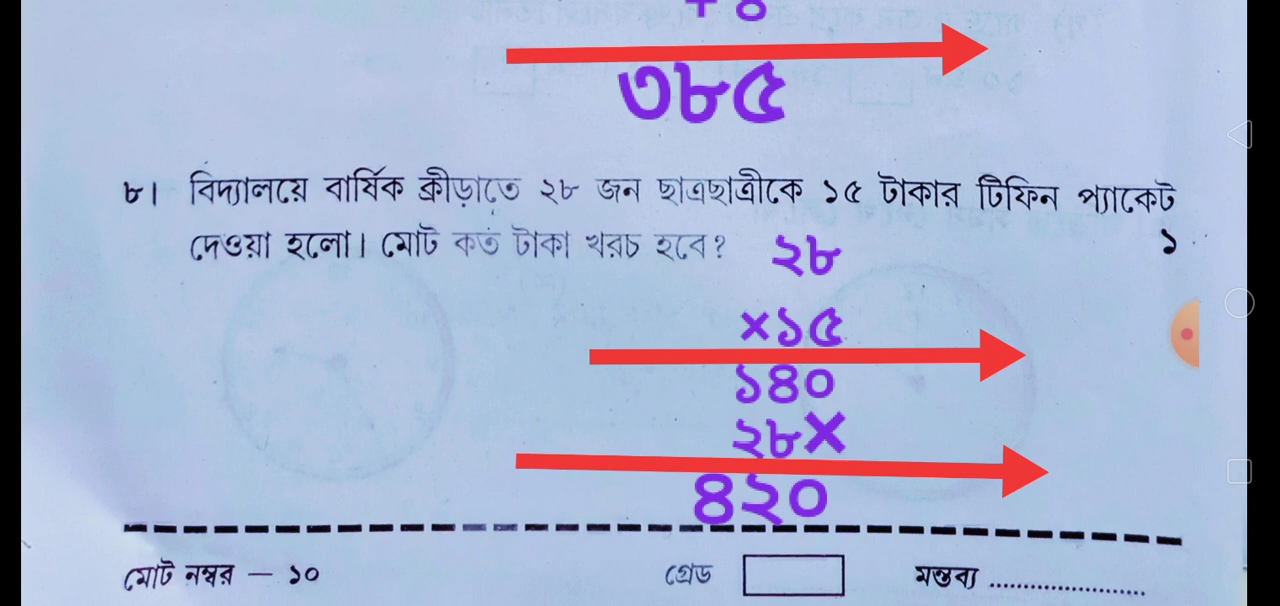 + ৪
৩৮৫
৮। বিদ্যালয়ে বার্ষিক ক্রীড়াতে ২৮ জন ছাত্রছাত্রীকে ১৫ টাকার টিফিন প্যাকেট
দেওয়া হলো। মোট কত টাকা খরচ হবে? ১
২৮
×১৫
১৪০
২৮×
৪২০
মোট নম্বর — ১০ গ্রেড মন্তব্য ........................